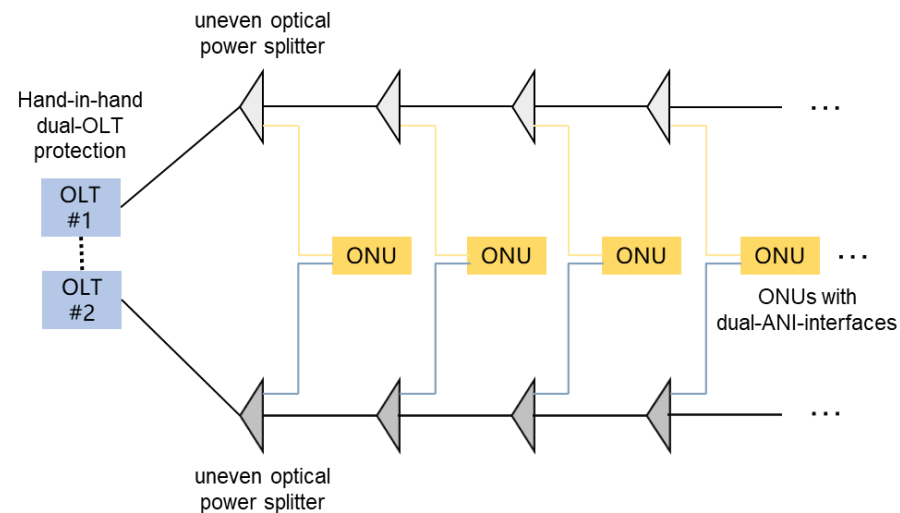 uneven optical
power splitter
Hand-in-hand
dual-OLT
protection
...
OLT
#1
ONU
ONU
ONU
ONU
...
OLT
#2
ONUs with
dual-ANI-interfaces
...
uneven optical
power splitter